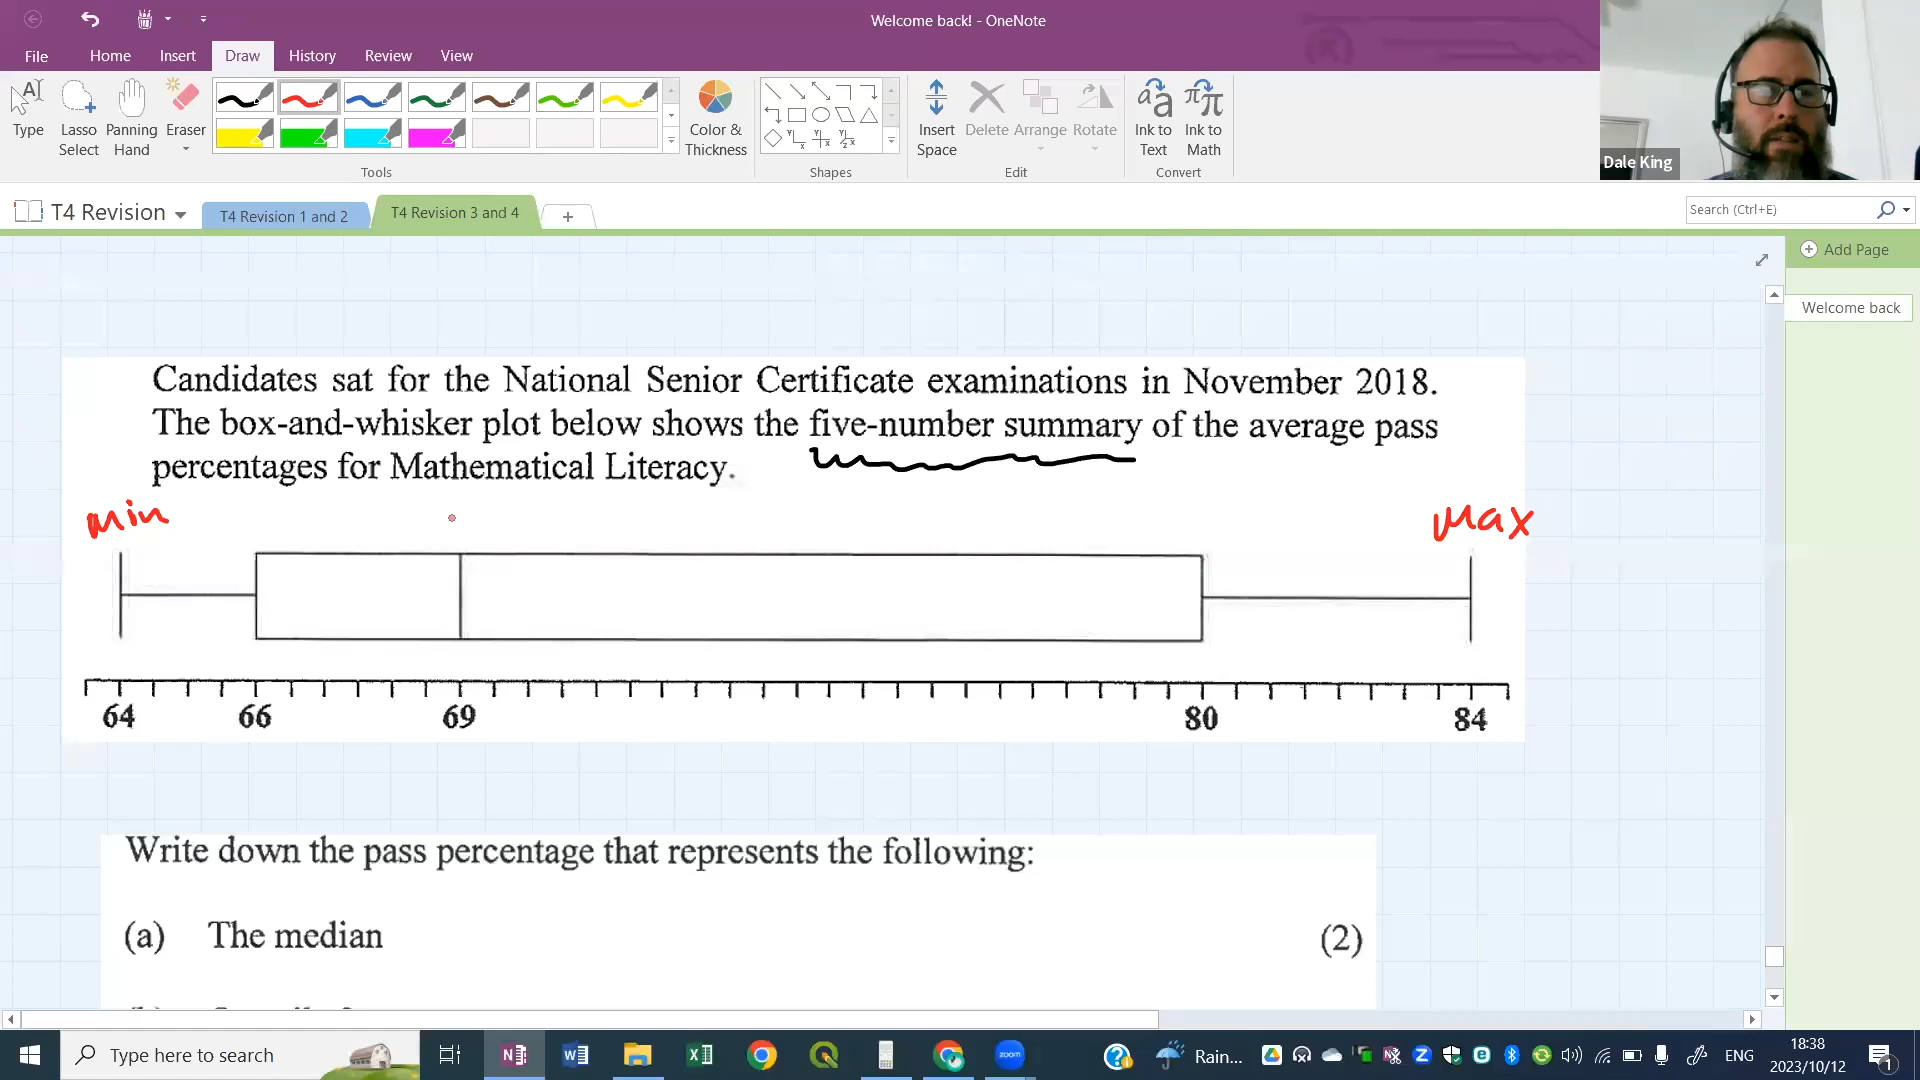 Welcome back! - OneNote
File
Home
Insert
Draw
History
Review
View
Type
Lasso Select
Panning Hand
Eraser
Color & Thickness
Insert Space
Delete
Arrange
Rotate
Ink to Text
Ink to Math
Tools
Shapes
Edit
Convert
Dale King
T4 Revision
T4 Revision 1 and 2
T4 Revision 3 and 4
Search (Ctrl+E)
Add Page
Welcome back
Candidates sat for the National Senior Certificate examinations in November 2018.
The box-and-whisker plot below shows the five-number summary of the average pass
percentages for Mathematical Literacy.
min
max
64 66 69 80 84
Write down the pass percentage that represents the following:
(a) The median (2)
Type here to search
zoom
Rain...
ENG
18:38
2023/10/12
1